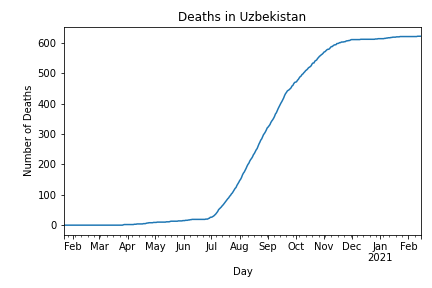 Deaths in Uzbekistan
Number of Deaths
600
500
400
300
200
100
0
Feb Mar Apr May Jun Jul Aug Sep Oct Nov Dec Jan Feb
2021
Day